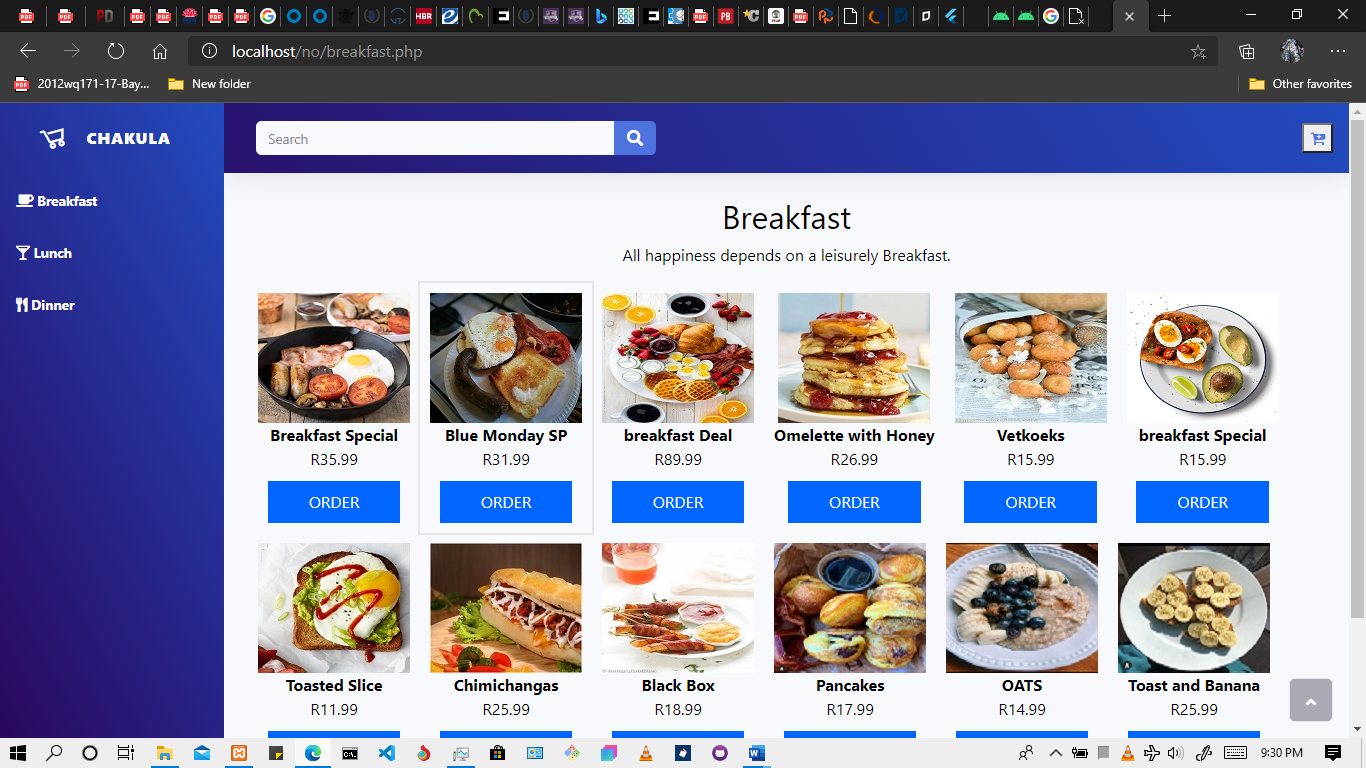 localhost/no/breakfast.php
2012wq171-17-Bay...
New folder
Other favorites
CHAKULA
Search
Breakfast
Lunch
Dinner
Breakfast
All happiness depends on a leisurely Breakfast.
Breakfast Special
Blue Monday SP
breakfast Deal
Omelette with Honey
Vetkoeks
breakfast Special
R35.99
R31.99
R89.99
R26.99
R15.99
R15.99
ORDER
ORDER
ORDER
ORDER
ORDER
ORDER
Toasted Slice
Chimichangas
Black Box
Pancakes
OATS
Toast and Banana
R11.99
R25.99
R18.99
R17.99
R14.99
R25.99
9:30 PM